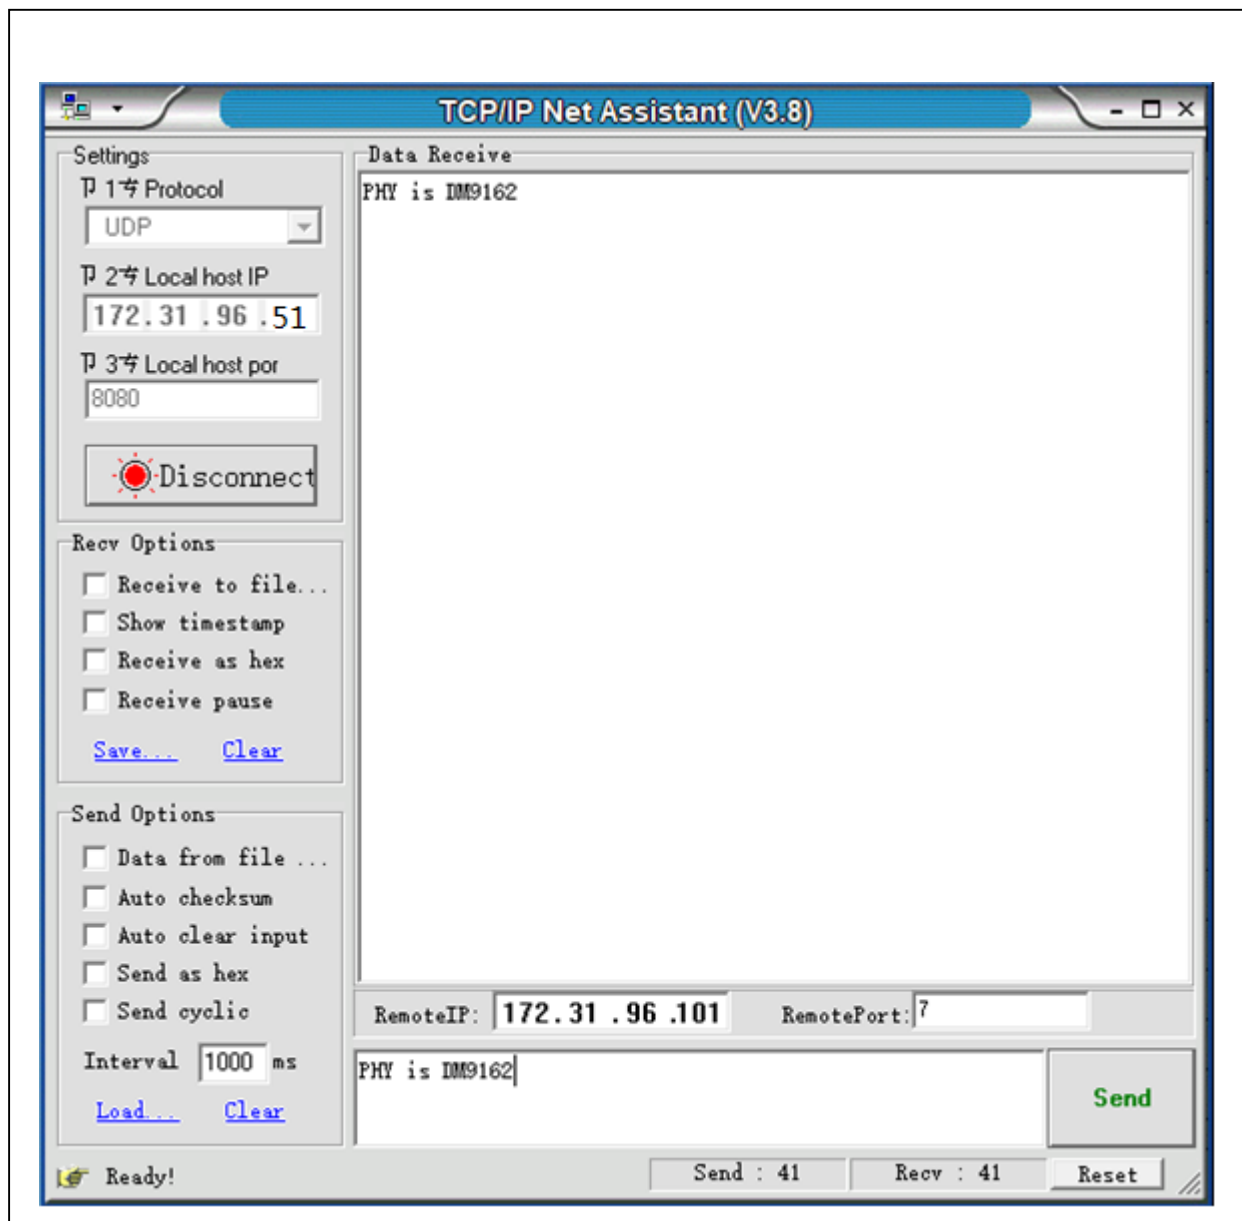 TCP/IP Net Assistant (V3.8)
Settings
Protocol
UDP
Local host IP
172.31.96.51
Local host por
8080
Disconnect
Recv Options
Receive to file...
Show timestamp
Receive as hex
Receive pause
Save... Clear
Send Options
Data from file ...
Auto checksum
Auto clear input
Send as hex
Send cyclic
Interval 1000 ms
Load... Clear
Ready!
Data Receive
PHY is DM9162
RemoteIP: 172.31.96.101 RemotePort: 7
PHY is DM9162
Send
Send : 41 Recv : 41 Reset